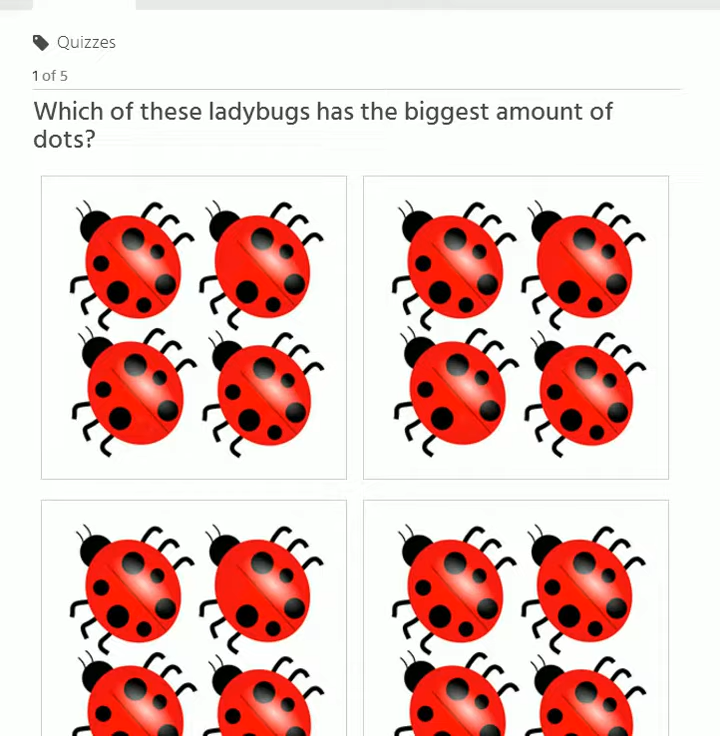 Quizzes
1 of 5
Which of these ladybugs has the biggest amount of
dots?